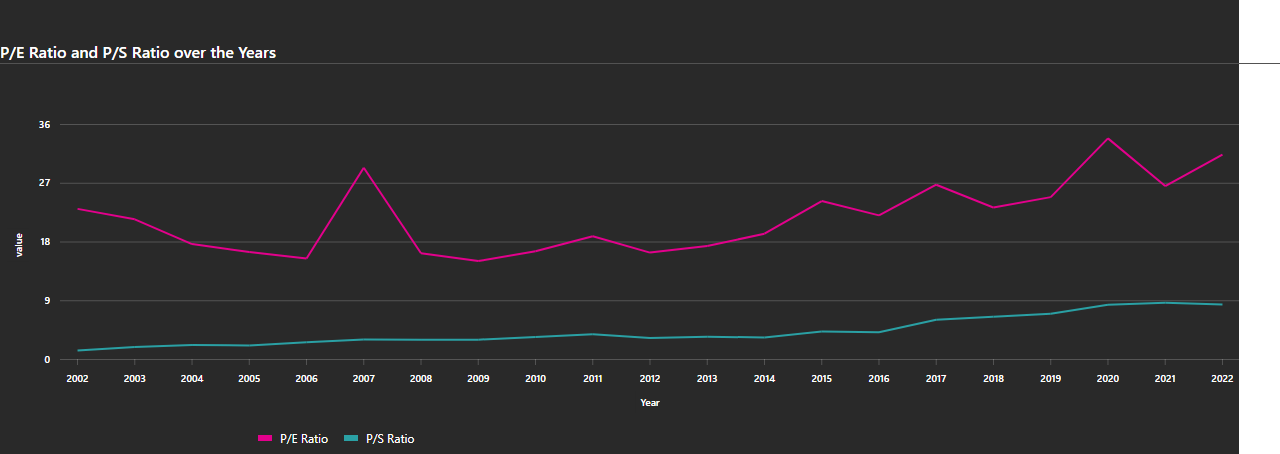 P/E Ratio and P/S Ratio over the Years
36
27
18
9
0
value
2002 2003 2004 2005 2006 2007 2008 2009 2010 2011 2012 2013 2014 2015 2016 2017 2018 2019 2020 2021 2022
Year
P/E Ratio P/S Ratio